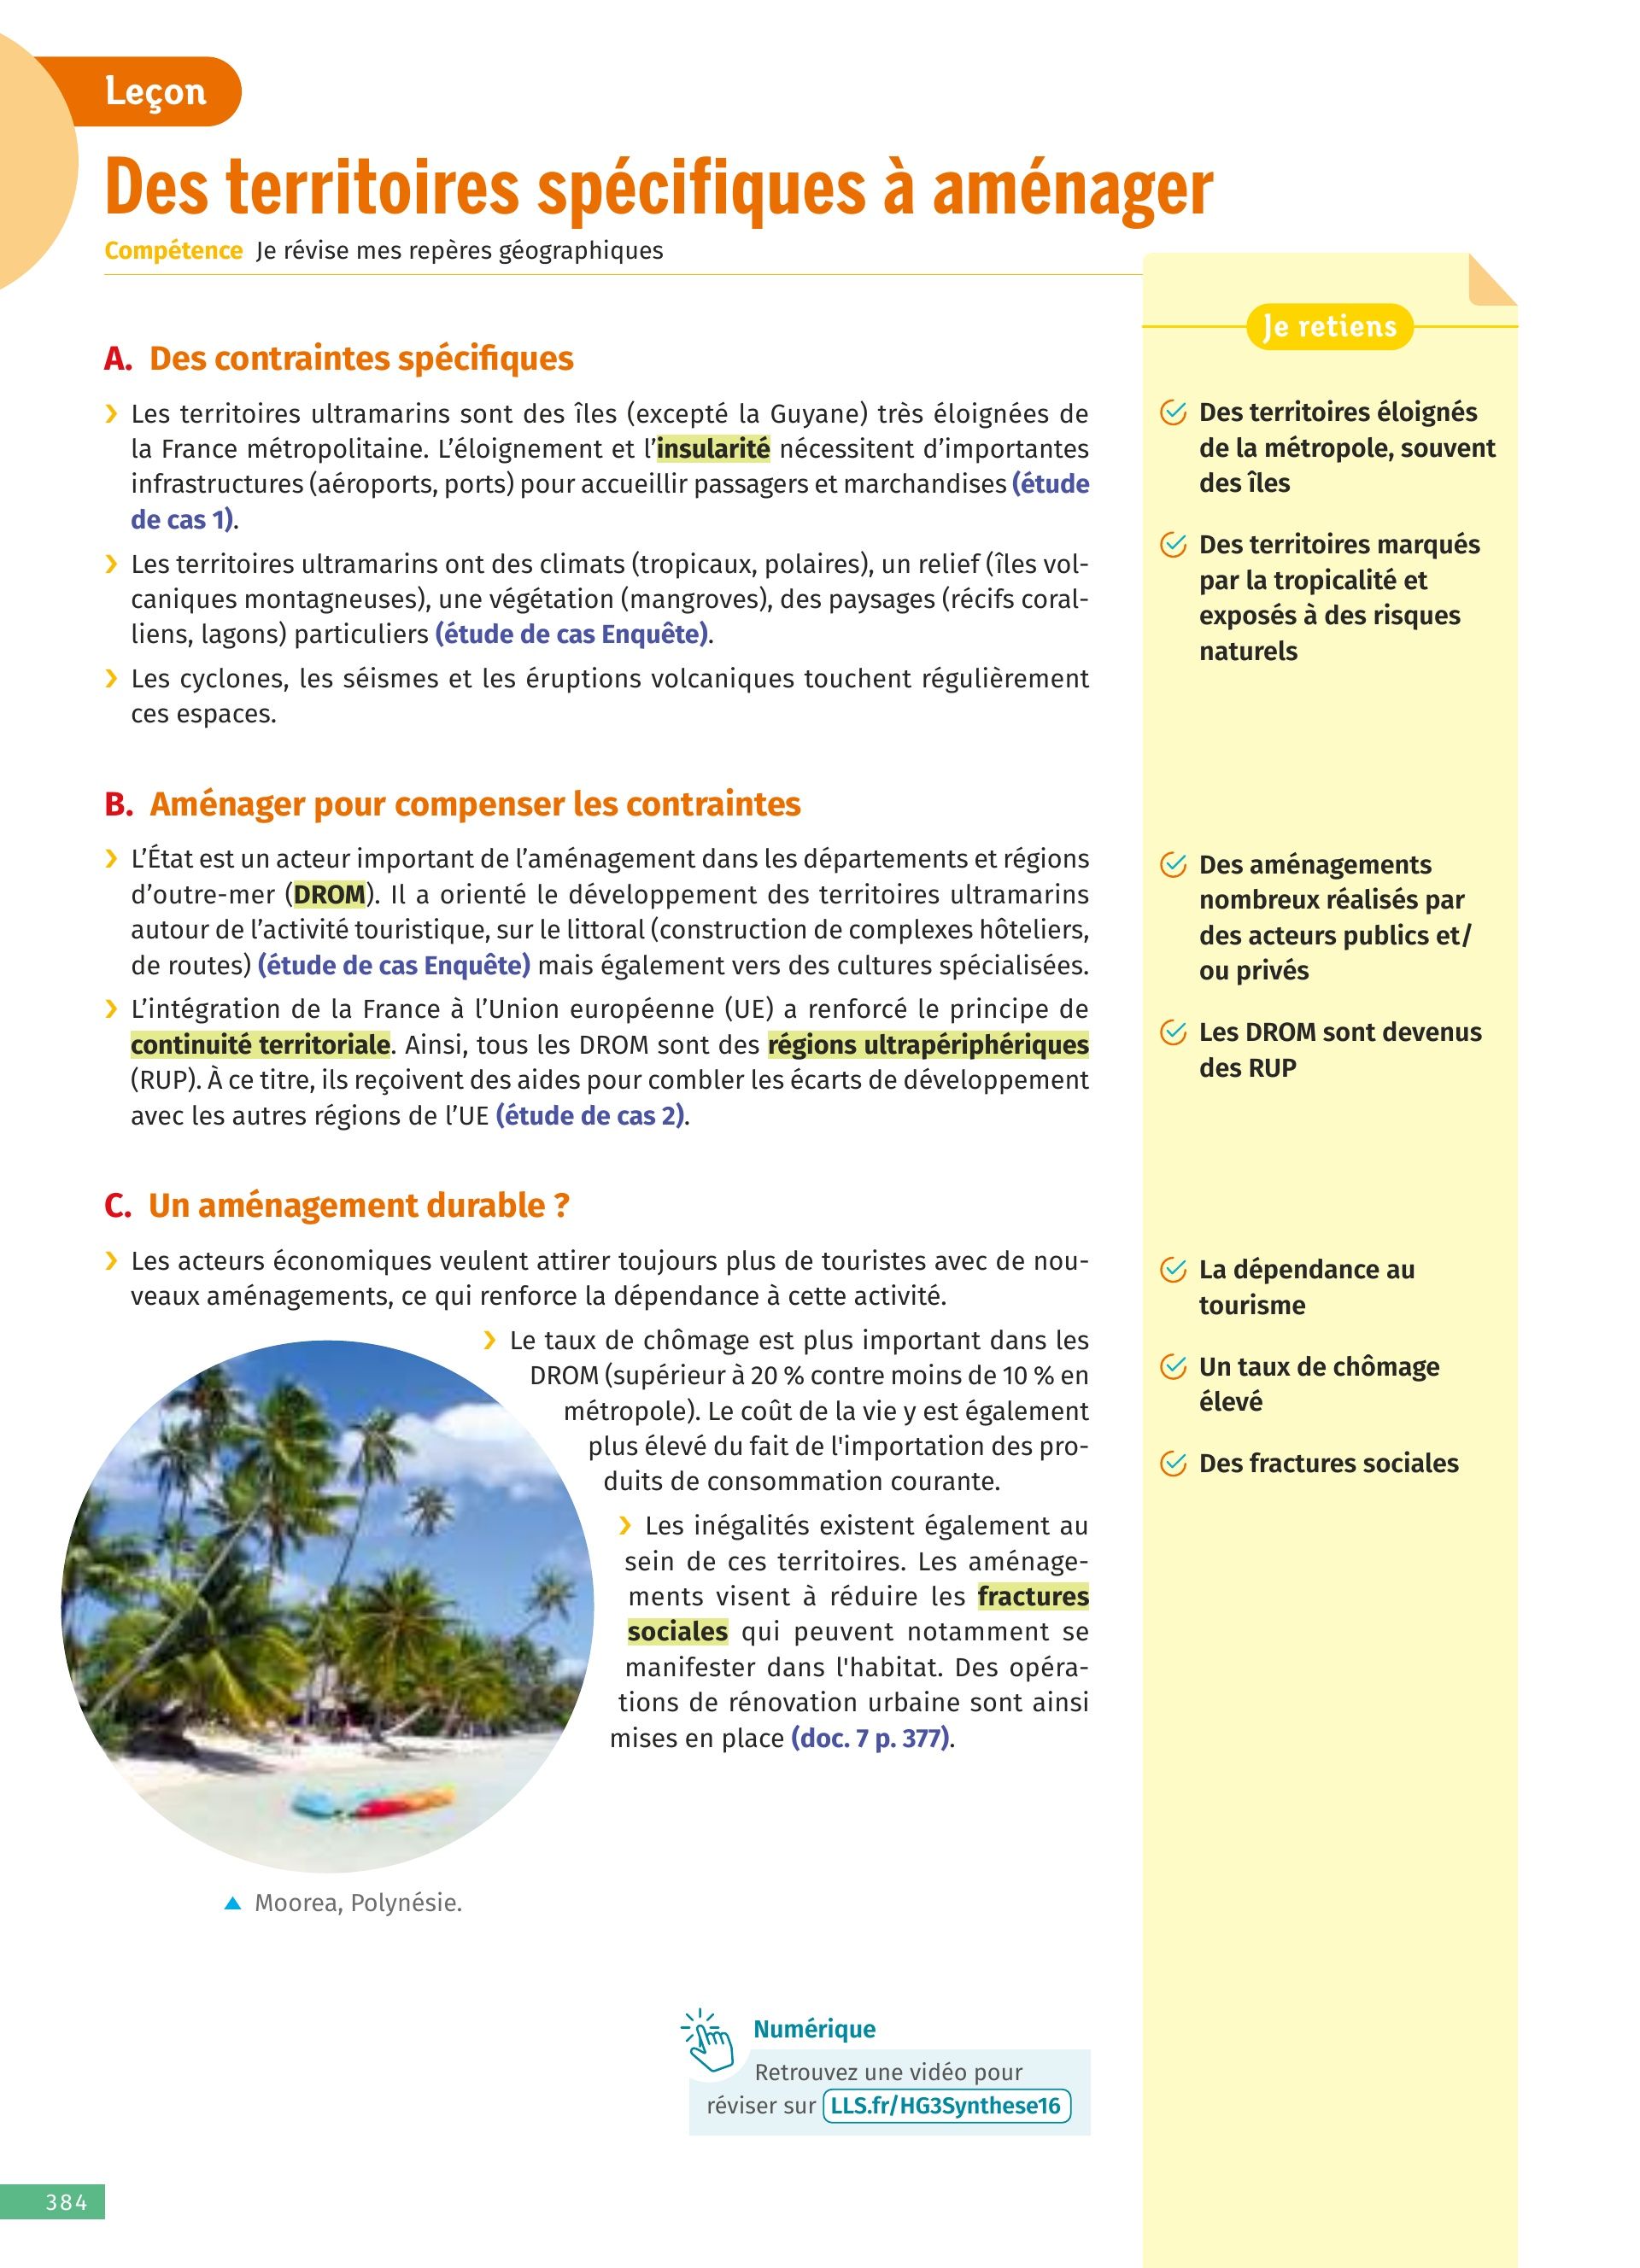 Leçon
Des territoires spécifiques à aménager
Compétence Je révise mes repères géographiques
A. Des contraintes spécifiques
› Les territoires ultramarins sont des îles (excepté la Guyane) très éloignées de
la France métropolitaine. L’éloignement et l’insularité nécessitent d’importantes
infrastructures (aéroports, ports) pour accueillir passagers et marchandises (étude
de cas 1).
› Les territoires ultramarins ont des climats (tropicaux, polaires), un relief (îles vol-
caniques montagneuses), une végétation (mangroves), des paysages (récifs coral-
liens, lagons) particuliers (étude de cas Enquête).
› Les cyclones, les séismes et les éruptions volcaniques touchent régulièrement
ces espaces.
B. Aménager pour compenser les contraintes
› L’État est un acteur important de l’aménagement dans les départements et régions
d’outre-mer (DROM). Il a orienté le développement des territoires ultramarins
autour de l’activité touristique, sur le littoral (construction de complexes hôteliers,
de routes) (étude de cas Enquête) mais également vers des cultures spécialisées.
› L’intégration de la France à l’Union européenne (UE) a renforcé le principe de
continuité territoriale. Ainsi, tous les DROM sont des régions ultrapériphériques
(RUP). À ce titre, ils reçoivent des aides pour combler les écarts de développement
avec les autres régions de l’UE (étude de cas 2).
C. Un aménagement durable ?
› Les acteurs économiques veulent attirer toujours plus de touristes avec de nou-
veaux aménagements, ce qui renforce la dépendance à cette activité.
› Le taux de chômage est plus important dans les
DROM (supérieur à 20 % contre moins de 10 % en
métropole). Le coût de la vie y est également
plus élevé du fait de l'importation des pro-
duits de consommation courante.
› Les inégalités existent également au
sein de ces territoires. Les aménage-
ments visent à réduire les fractures
sociales qui peuvent notamment se
manifester dans l'habitat. Des opéra-
tions de rénovation urbaine sont ainsi
mises en place (doc. 7 p. 377).
▲ Moorea, Polynésie.
Numérique
Retrouvez une vidéo pour
réviser sur LLS.fr/HG3Synthese16
Je retiens
Des territoires éloignés
de la métropole, souvent
des îles
Des territoires marqués
par la tropicalité et
exposés à des risques
naturels
Des aménagements
nombreux réalisés par
des acteurs publics et/
ou privés
Les DROM sont devenus
des RUP
La dépendance au
tourisme
Un taux de chômage
élevé
Des fractures sociales
384